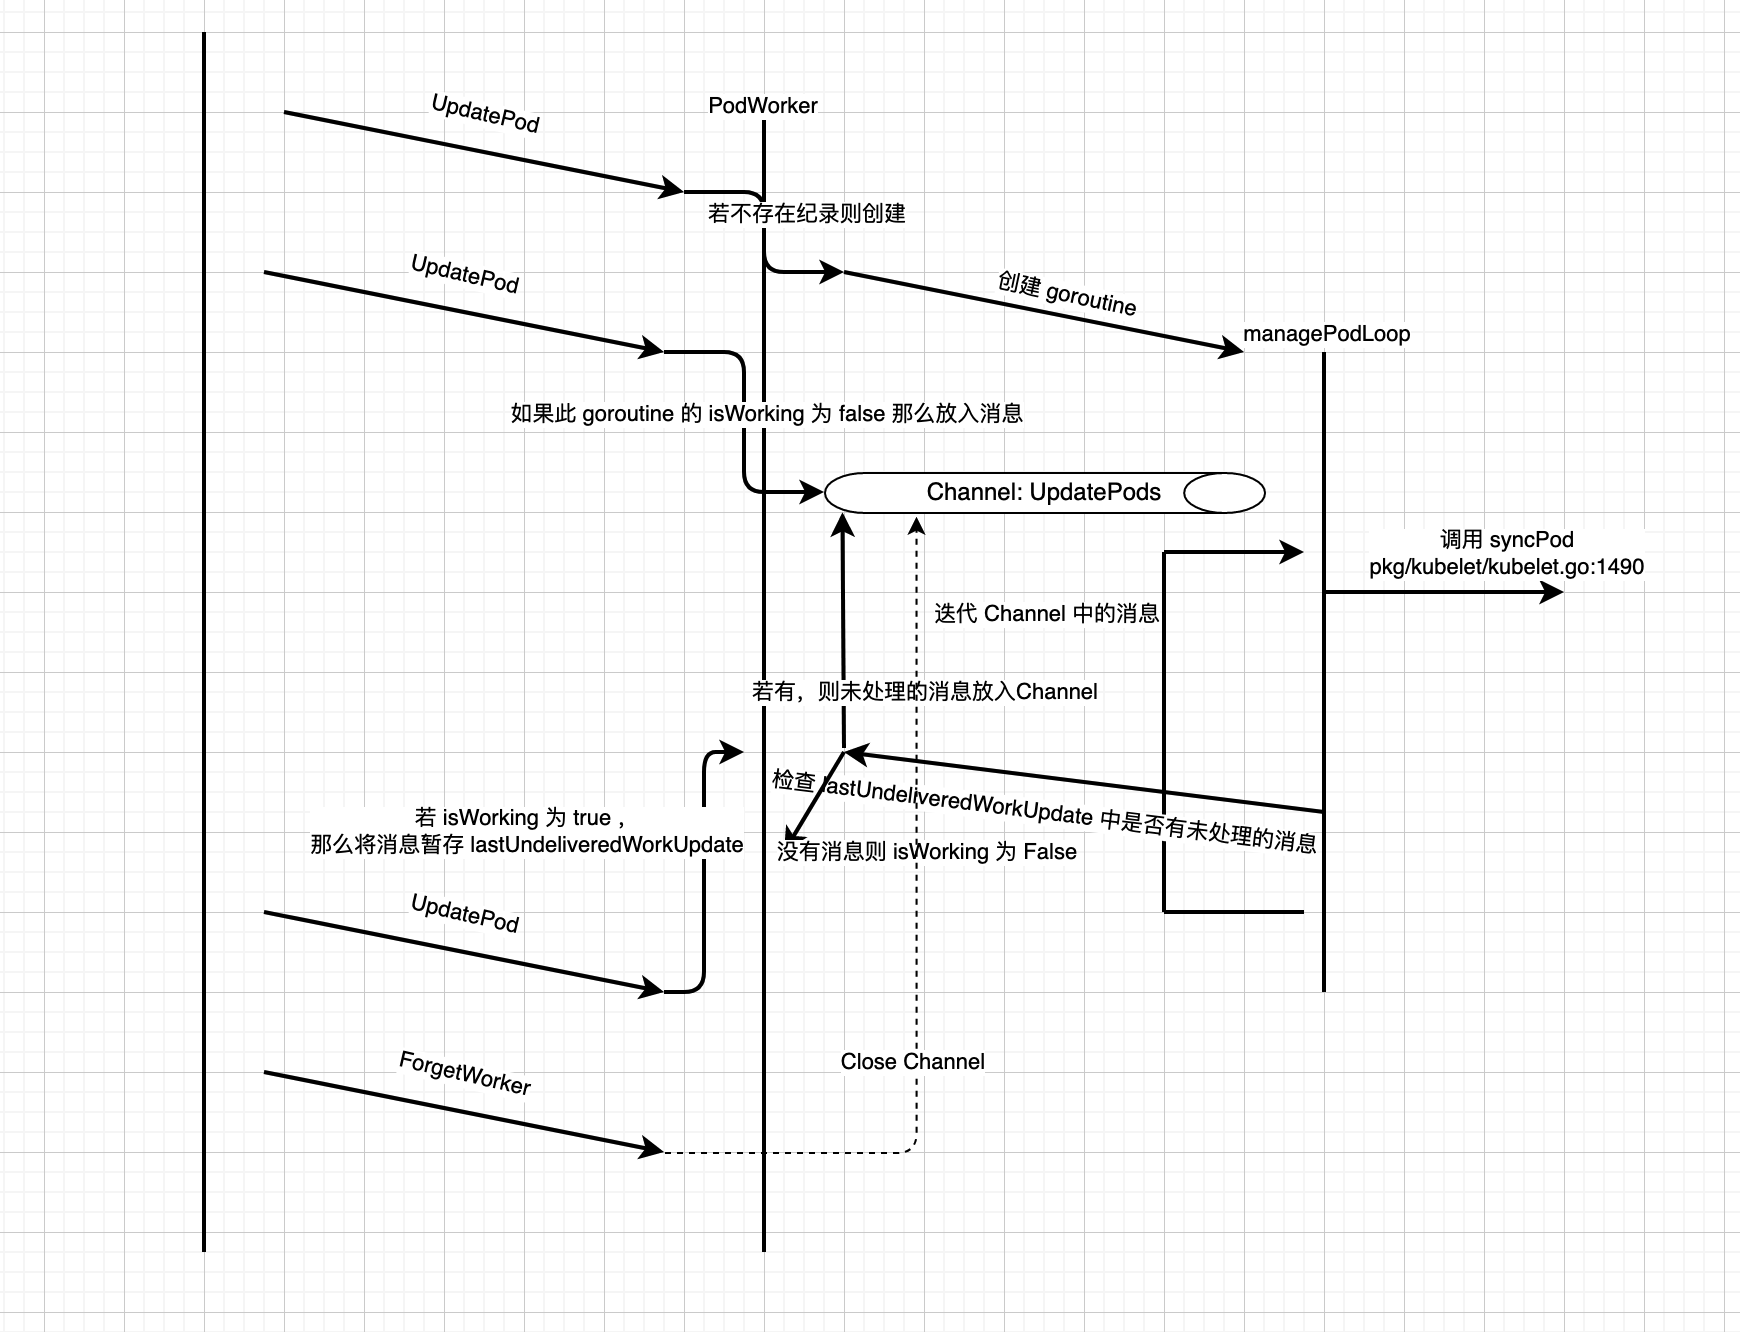 UpdatePod
PodWorker
若不存在纪录则创建
UpdatePod
创建 goroutine
managePodLoop
如果此 goroutine 的 isWorking 为 false 那么放入消息
Channel: UpdatePods
调用 syncPod
pkg/kubelet/kubelet.go:1490
迭代 Channel 中的消息
若有，则未处理的消息放入Channel
检查 lastUndeliveredWorkUpdate 中是否有未处理的消息
若 isWorking 为 true ，
那么将消息暂存 lastUndeliveredWorkUpdate
没有消息则 isWorking 为 False
UpdatePod
ForgetWorker
Close Channel